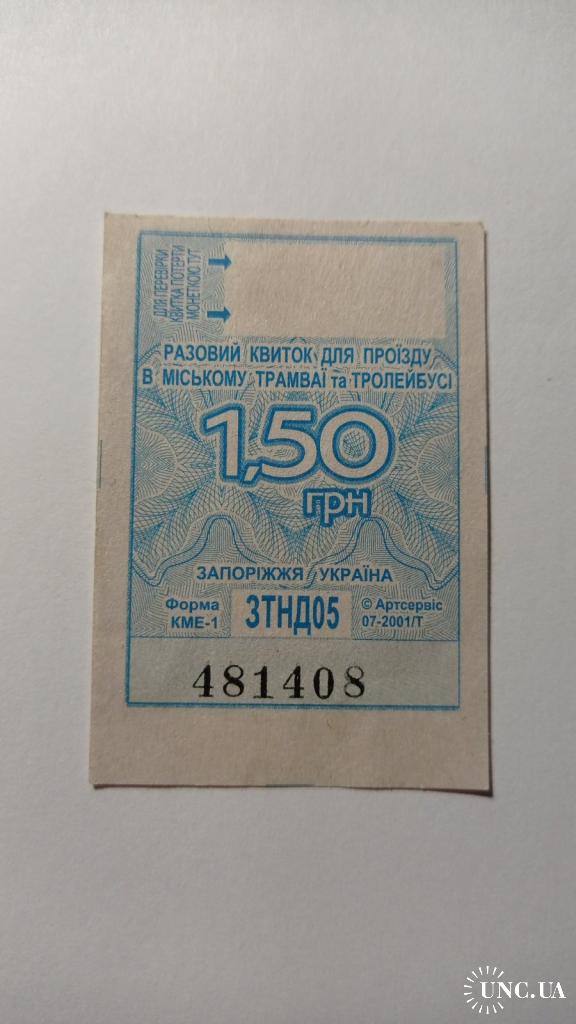 ДЛЯ ПЕРЕВІРКИ
КВИТКА ПОТЕРТИ
МОНЕТКОЮ ТУТ
РАЗОВИЙ КВИТОК ДЛЯ ПРОЇЗДУ
В МІСЬКОМУ ТРАМВАЇ та ТРОЛЕЙБУСІ
1,50
грн
ЗАПОРІЖЖЯ УКРАЇНА
Форма
КМЕ-1
ЗТНД05
© Артсервіс
07-2001/Т
481408
UNC.UA